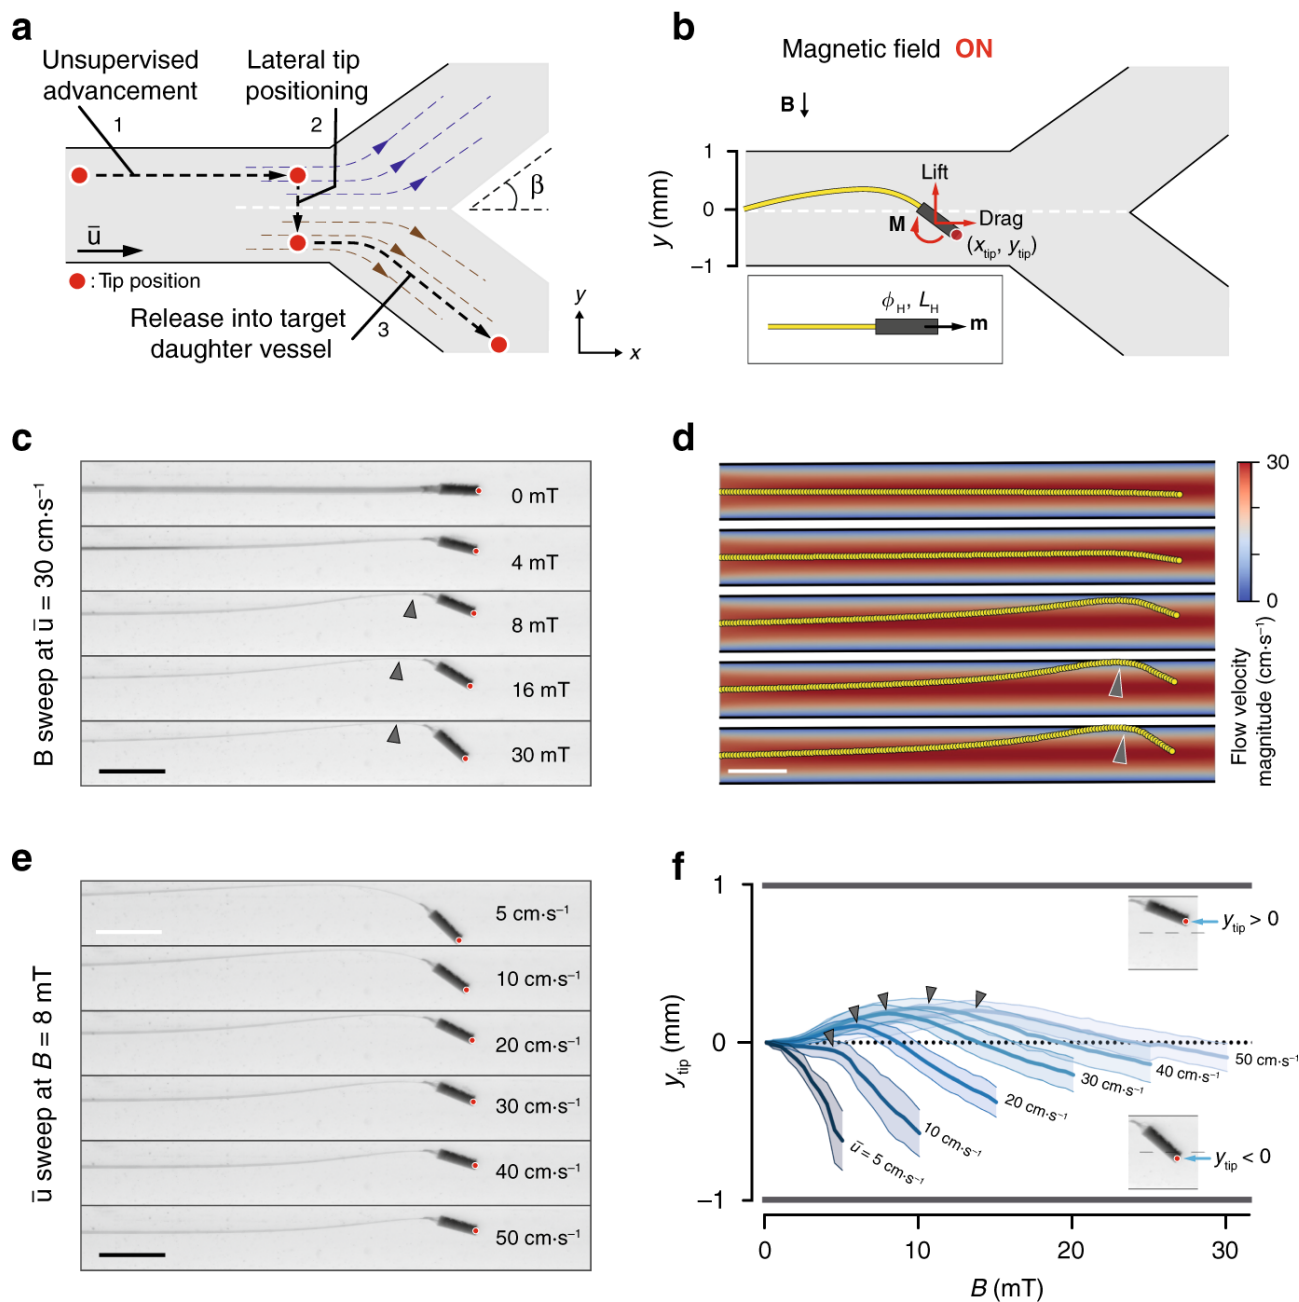 a
Unsupervised
advancement
Lateral tip
positioning
1
2
β
ū
: Tip position
Release into target
daughter vessel
3
y
x
b
Magnetic field ON
B
1
0
−1
y (mm)
Lift
M
Drag
(x_tip, y_tip)
ϕ_H, L_H
m
c
B sweep at ū = 30 cm·s⁻¹
0 mT
4 mT
8 mT
16 mT
30 mT
d
30
0
Flow velocity
magnitude (cm·s⁻¹)
e
ū sweep at B = 8 mT
5 cm·s⁻¹
10 cm·s⁻¹
20 cm·s⁻¹
30 cm·s⁻¹
40 cm·s⁻¹
50 cm·s⁻¹
f
1
0
−1
y_tip (mm)
y_tip > 0
50 cm·s⁻¹
40 cm·s⁻¹
30 cm·s⁻¹
20 cm·s⁻¹
10 cm·s⁻¹
ū = 5 cm·s⁻¹
y_tip < 0
0
10
20
30
B (mT)